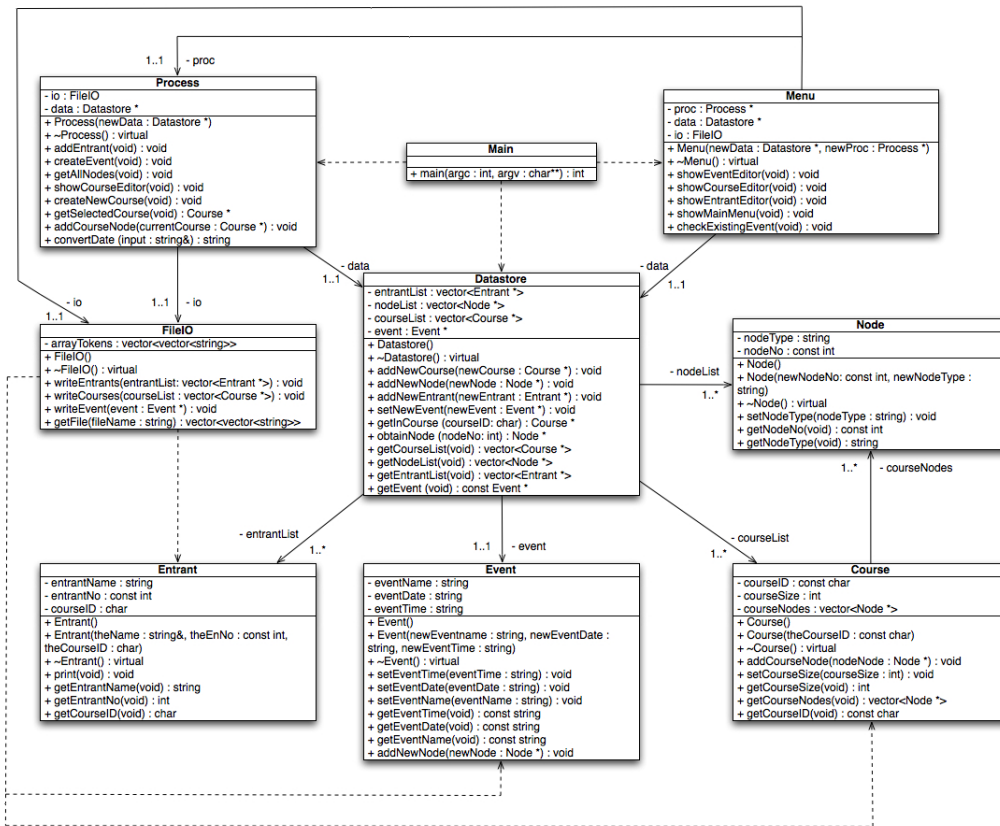 1..1
- proc
Process
- io : FileIO
- data : Datastore *
+ Process(newData : Datastore *)
+ ~Process() : virtual
+ addEntrant(void) : void
+ createEvent(void) : void
+ getAllNodes(void) : void
+ showCourseEditor(void) : void
+ createNewCourse(void) : void
+ getSelectedCourse(void) : Course *
+ addCourseNode(currentCourse : Course *) : void
+ convertDate (input : string&) : string
Main
+ main(argc : int, argv : char**) : int
Menu
- proc : Process *
- data : Datastore *
- io : FileIO
+ Menu(newData : Datastore *, newProc : Process *)
+ ~Menu() : virtual
+ showEventEditor(void) : void
+ showCourseEditor(void) : void
+ showEntrantEditor(void) : void
+ showMainMenu(void) : void
+ checkExistingEvent(void) : void
- data
1..1
- data
1..1
- io
1..1
1..1
- io
FileIO
- arrayTokens : vector<vector<string>>
+ FileIO()
+ ~FileIO() : virtual
+ writeEntrants(entrantList: vector<Entrant *>) : void
+ writeCourses(courseList : vector<Course *>) : void
+ writeEvent(event : Event *) : void
+ getFile(fileName : string) : vector<vector<string>>
Datastore
- entrantList : vector<Entrant *>
- nodeList : vector<Node *>
- courseList : vector<Course *>
- event : Event *
+ Datastore()
+ ~Datastore() : virtual
+ addNewCourse(newCourse : Course *) : void
+ addNewNode(newNode : Node *) : void
+ addNewEntrant(newEntrant : Entrant *) : void
+ setNewEvent(newEvent : Event *) : void
+ getInCourse (courseID: char) : Course *
+ obtainNode (nodeNo: int) : Node *
+ getCourseList(void) : vector<Course *>
+ getNodeList(void) : vector<Node *>
+ getEntrantList(void) : vector<Entrant *>
+ getEvent (void) : const Event *
- nodeList
1..*
Node
- nodeType : string
- nodeNo : const int
+ Node()
+ Node(newNodeNo: const int, newNodeType :
string)
+ ~Node() : virtual
+ setNodeType(nodeType : string) : void
+ getNodeNo(void) : const int
+ getNodeType(void) : string
1..*
- courseNodes
- entrantList
1..*
1..1
- event
- courseList
1..*
Entrant
- entrantName : string
- entrantNo : const int
- courseID : char
+ Entrant()
+ Entrant(theName : string&, theEnNo : const int,
theCourseID : char)
+ ~Entrant() : virtual
+ print(void) : void
+ getEntrantName(void) : string
+ getEntrantNo(void) : int
+ getCourseID(void) : char
Event
- eventName : string
- eventDate : string
- eventTime : string
+ Event()
+ Event(newEventname : string, newEventDate :
string, newEventTime : string)
+ ~Event() : virtual
+ setEventTime(eventTime : string) : void
+ setEventDate(eventDate : string) : void
+ setEventName(eventName : string) : void
+ getEventTime(void) : const string
+ getEventDate(void) : const string
+ getEventName(void) : const string
+ addNewNode(newNode : Node *) : void
Course
- courseID : const char
- courseSize : int
- courseNodes : vector<Node *>
+ Course()
+ Course(theCourseID : const char)
+ ~Course() : virtual
+ addCourseNode(nodeNode : Node *) : void
+ setCourseSize(courseSize : int) : void
+ getCourseSize(void) : int
+ getCourseNodes(void) : vector<Node *>
+ getCourseID(void) : const char